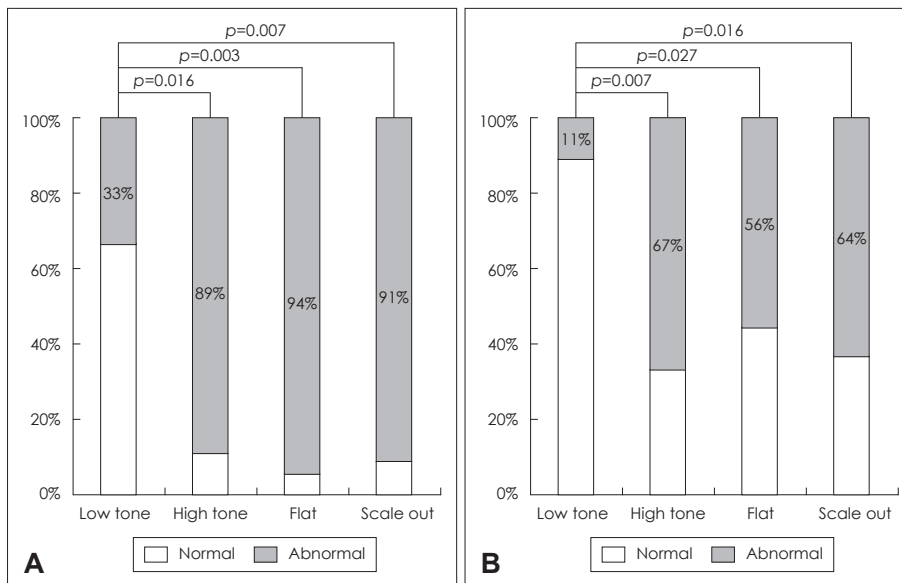 p=0.007
p=0.003
p=0.016
100%
80%
60%
40%
20%
0%
33%
89%
94%
91%
Low tone
High tone
Flat
Scale out
Normal
Abnormal
A
p=0.016
p=0.027
p=0.007
100%
80%
60%
40%
20%
0%
11%
67%
56%
64%
Low tone
High tone
Flat
Scale out
Normal
Abnormal
B